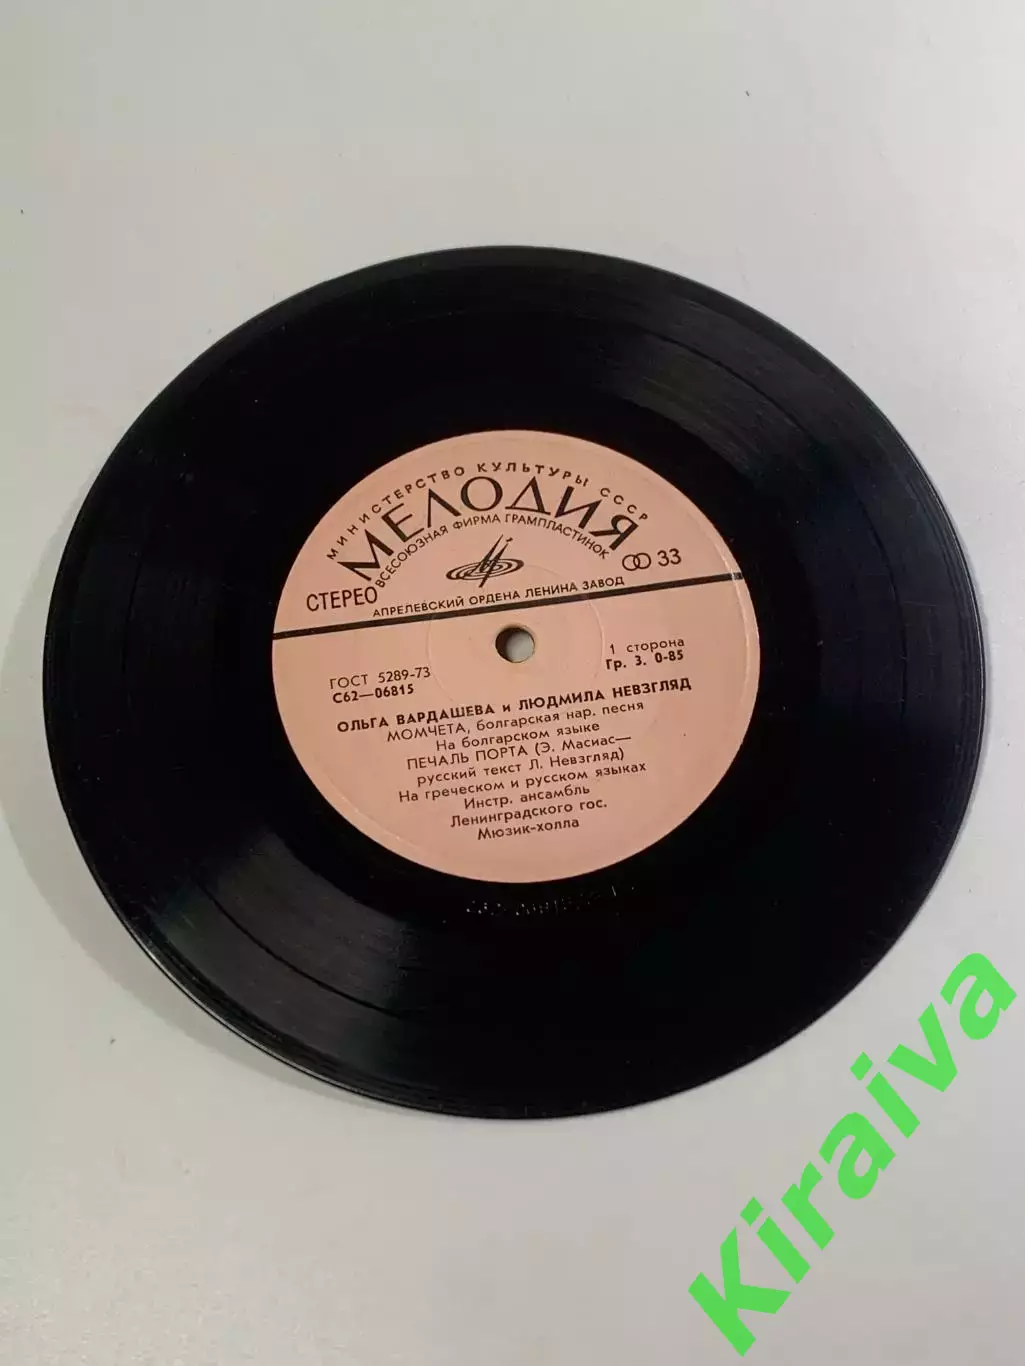 МИНИСТЕРСТВО КУЛЬТУРЫ СССР
МЕЛОДИЯ
ВСЕСОЮЗНАЯ ФИРМА ГРАМПЛАСТИНОК
СТЕРЕО
33
АПРЕЛЕВСКИЙ ОРДЕНА ЛЕНИНА ЗАВОД
ГОСТ 5289-73
С62—06815
1 сторона
Гр. 3. 0-85
ОЛЬГА ВАРДАШЕВА и ЛЮДМИЛА НЕВЗГЛЯД
МОМЧЕТА, болгарская нар. песня
На болгарском языке
ПЕЧАЛЬ ПОРТА (Э. Масиас—
русский текст Л. Невзгляд)
На греческом и русском языках
Инстр. ансамбль
Ленинградского гос.
Мюзик-холла
Kiraiva